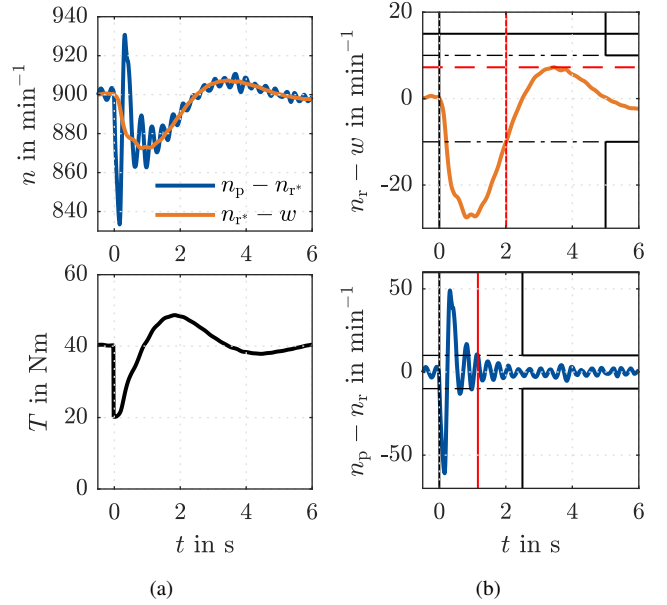 940
920
900
880
860
840
n in min⁻¹
n_p − n_r*
n_r* − w
0 2 4 6
60
40
20
0
T in Nm
0 2 4 6
t in s
(a)
20
0
-20
n_r − w in min⁻¹
0 2 4 6
50
0
-50
n_p − n_r in min⁻¹
0 2 4 6
t in s
(b)